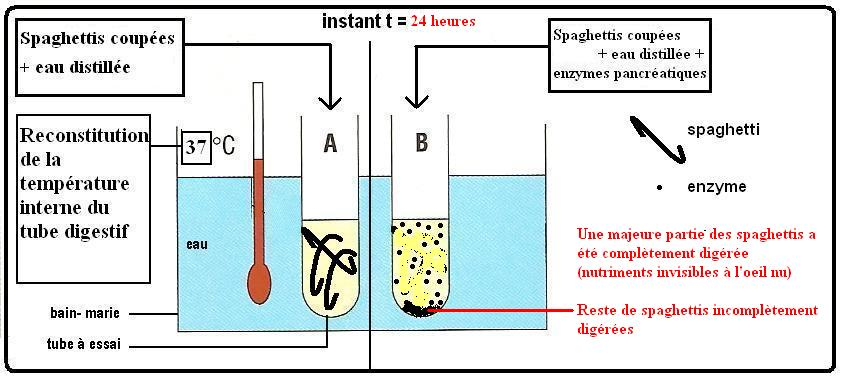 instant t = 24 heures
Spaghettis coupées
+ eau distillée
Spaghettis coupées
+ eau distillée +
enzymes pancréatiques
Reconstitution
de la
température
interne du
tube digestif
37 °C
A
B
spaghetti
enzyme
eau
Une majeure partie des spaghettis a
été complètement digérée
(nutriments invisibles à l'oeil nu)
Reste de spaghettis incomplètement
digérées
bain- marie
tube à essai